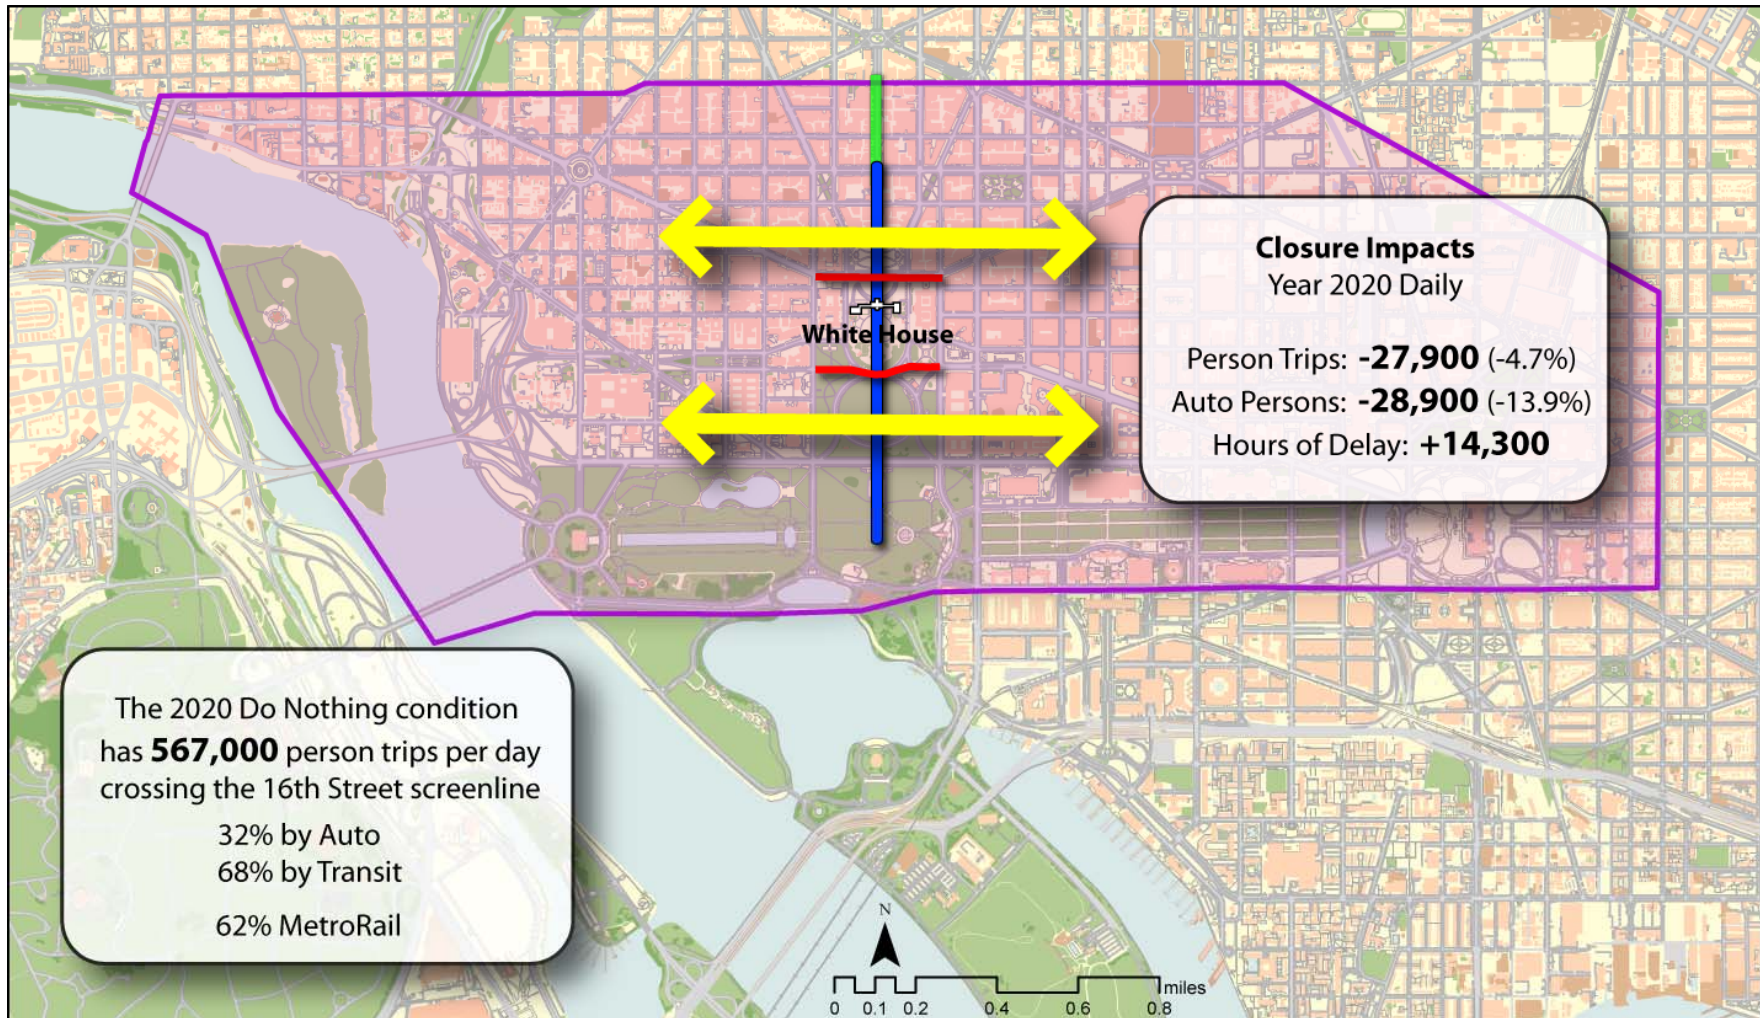 White House
Closure Impacts
Year 2020 Daily
Person Trips: -27,900 (-4.7%)
Auto Persons: -28,900 (-13.9%)
Hours of Delay: +14,300
The 2020 Do Nothing condition
has 567,000 person trips per day
crossing the 16th Street screenline
32% by Auto
68% by Transit
62% MetroRail
N
miles
0 0.1 0.2 0.4 0.6 0.8